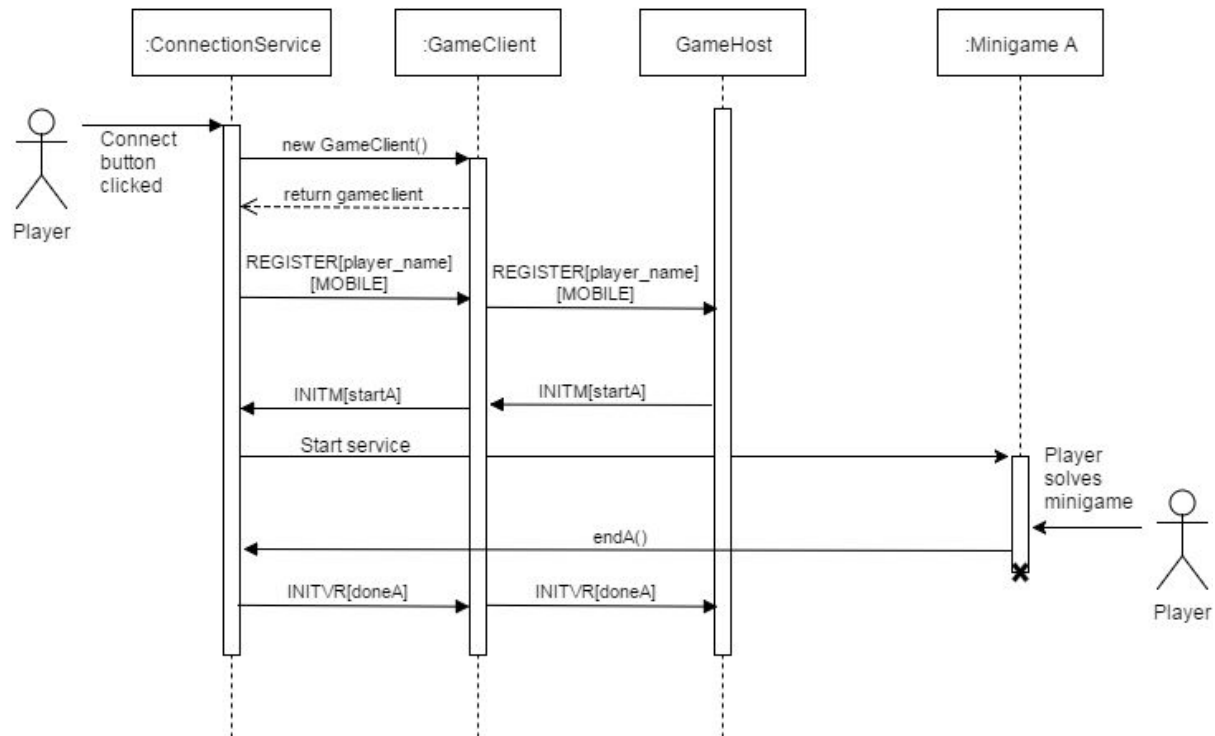 :ConnectionService
:GameClient
GameHost
:Minigame A
Connect
button
clicked
Player
new GameClient()
return gameclient
REGISTER[player_name]
[MOBILE]
REGISTER[player_name]
[MOBILE]
INITM[startA]
INITM[startA]
Start service
Player
solves
minigame
endA()
INITVR[doneA]
INITVR[doneA]
Player